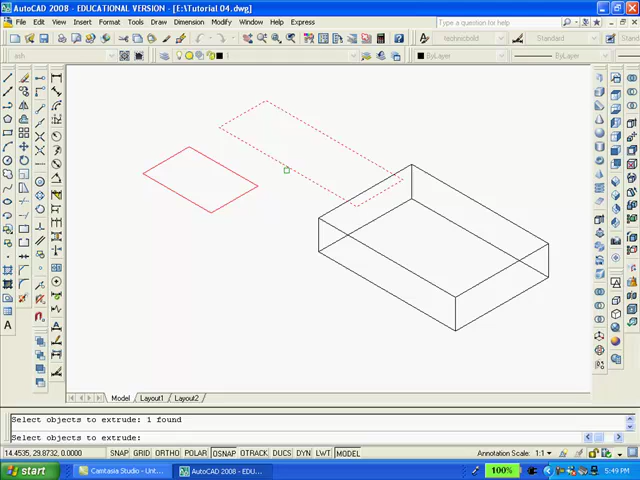 AutoCAD 2008 - EDUCATIONAL VERSION - [E:\Tutorial 04.dwg]
File Edit View Insert Format Tools Draw Dimension Modify Window Help Express
Type a question for help
technicbold Standard
ash ByLayer ByLayer
Model Layout1 Layout2
Select objects to extrude: 1 found
Select objects to extrude:
14.4535, 29.8732, 0.0000 SNAP GRID ORTHO POLAR OSNAP OTRACK DUCS DYN LWT MODEL Annotation Scale: 1:1
start Camtasia Studio - Unt... AutoCAD 2008 - EDU... 100% 5:49 PM